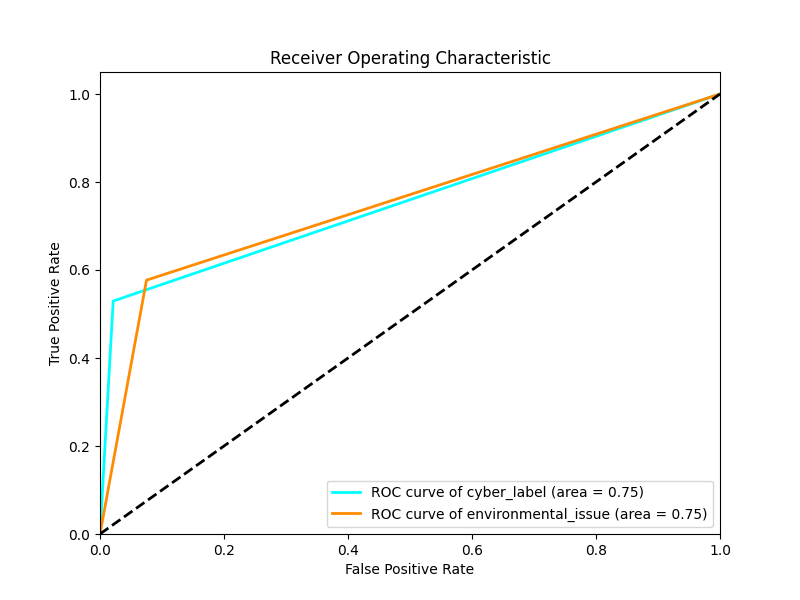 Receiver Operating Characteristic
True Positive Rate
1.0
0.8
0.6
0.4
0.2
0.0
ROC curve of cyber_label (area = 0.75)
ROC curve of environmental_issue (area = 0.75)
0.0 0.2 0.4 0.6 0.8 1.0
False Positive Rate